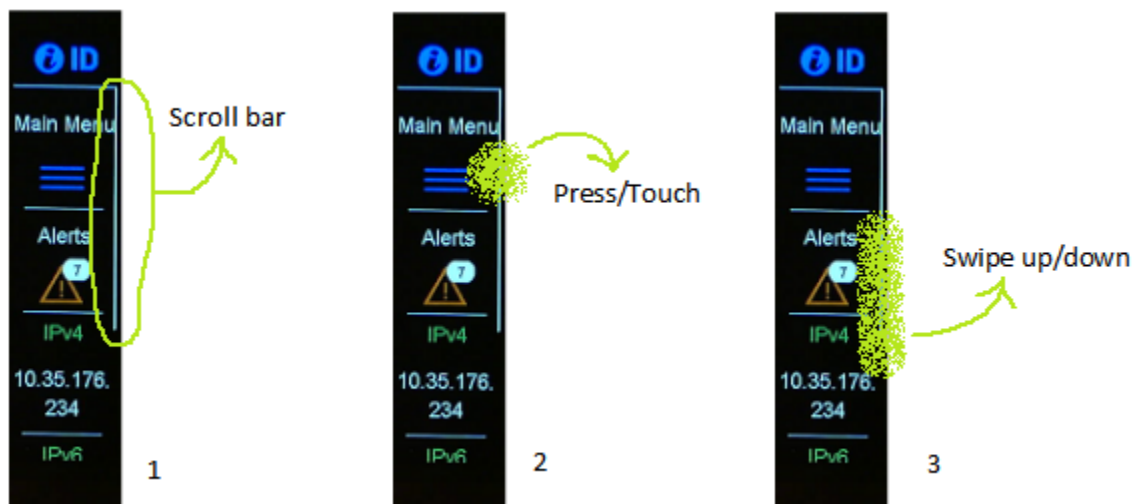 i ID
Main Menu
Alerts
7
IPv4
10.35.176.
234
IPv6
Scroll bar
1
i ID
Main Menu
Alerts
7
IPv4
10.35.176.
234
IPv6
Press/Touch
2
i ID
Main Menu
Alerts
7
IPv4
10.35.176.
234
IPv6
Swipe up/down
3